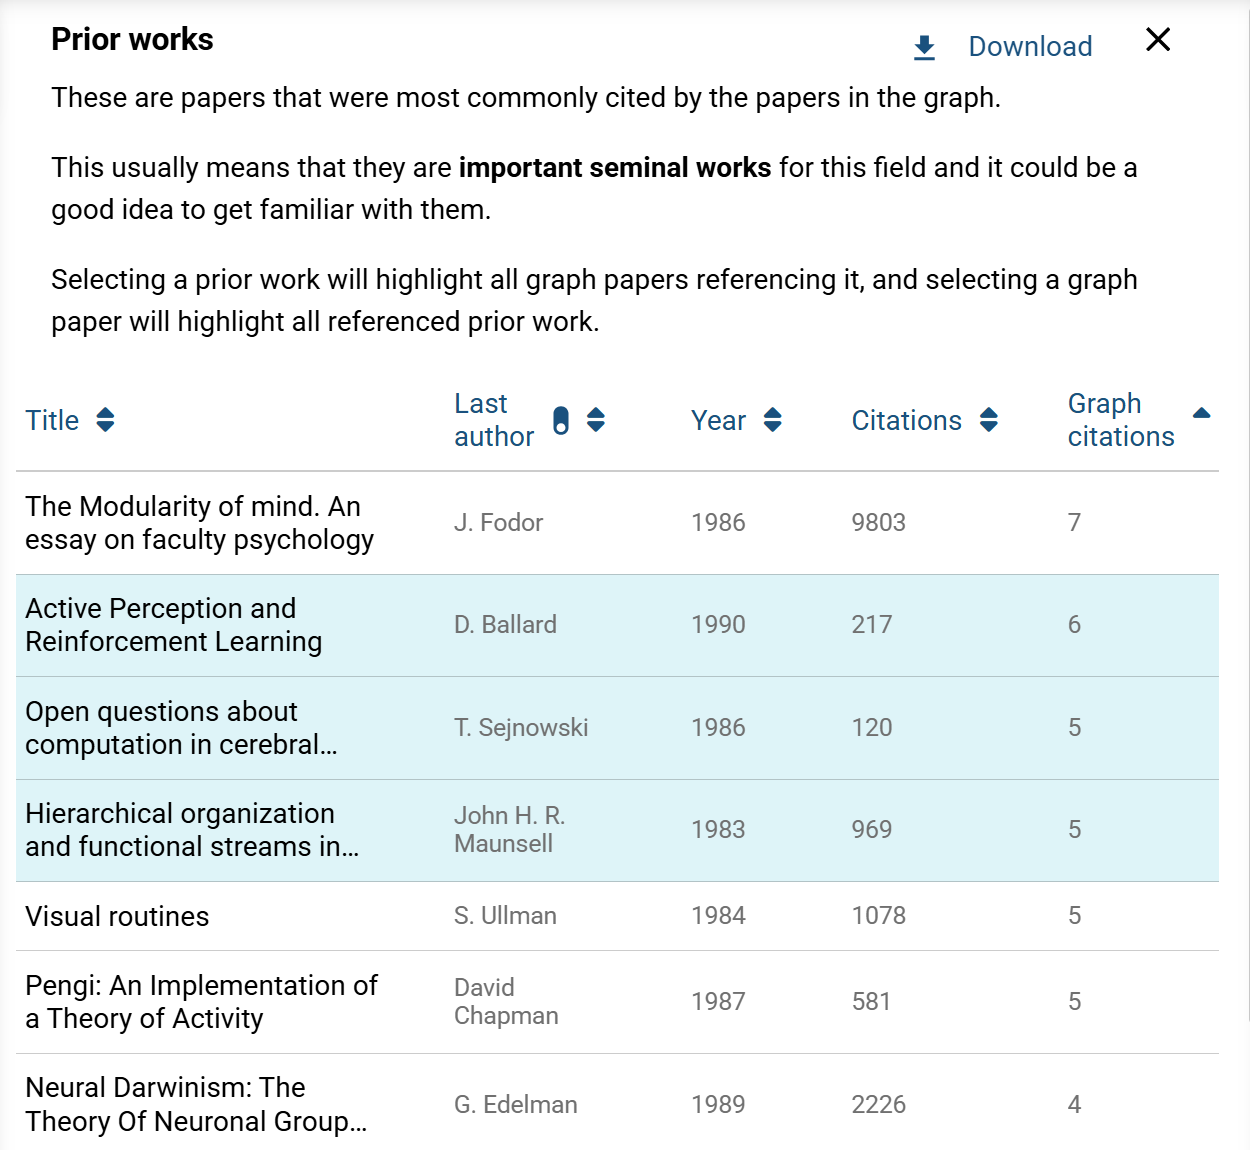 Prior works
Download
These are papers that were most commonly cited by the papers in the graph.
This usually means that they are important seminal works for this field and it could be a
good idea to get familiar with them.
Selecting a prior work will highlight all graph papers referencing it, and selecting a graph
paper will highlight all referenced prior work.
Title
Last
author
Year
Citations
Graph
citations
The Modularity of mind. An
essay on faculty psychology
J. Fodor
1986
9803
7
Active Perception and
Reinforcement Learning
D. Ballard
1990
217
6
Open questions about
computation in cerebral...
T. Sejnowski
1986
120
5
Hierarchical organization
and functional streams in...
John H. R.
Maunsell
1983
969
5
Visual routines
S. Ullman
1984
1078
5
Pengi: An Implementation of
a Theory of Activity
David
Chapman
1987
581
5
Neural Darwinism: The
Theory Of Neuronal Group...
G. Edelman
1989
2226
4